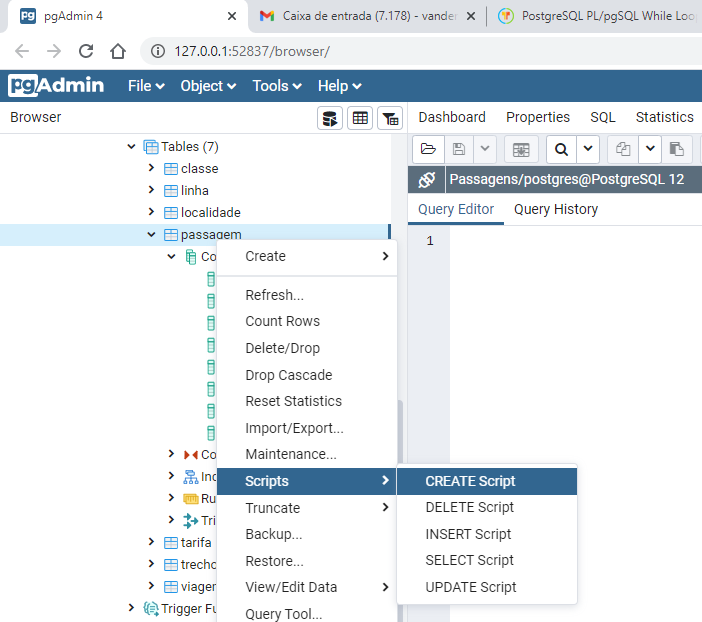 pgAdmin 4
Caixa de entrada (7.178) - vander
PostgreSQL PL/pgSQL While Loo
127.0.0.1:52837/browser/
pgAdmin File Object Tools Help
Browser
Dashboard Properties SQL Statistics
Passagens/postgres@PostgreSQL 12
Query Editor Query History
1
Tables (7)
classe
linha
localidade
passagem
Co
Co
Ind
Ru
Tri
tarifa
trecho
viagem
Trigger Fu
Create
Refresh...
Count Rows
Delete/Drop
Drop Cascade
Reset Statistics
Import/Export...
Maintenance...
Scripts
Truncate
Backup...
Restore...
View/Edit Data
Query Tool...
CREATE Script
DELETE Script
INSERT Script
SELECT Script
UPDATE Script